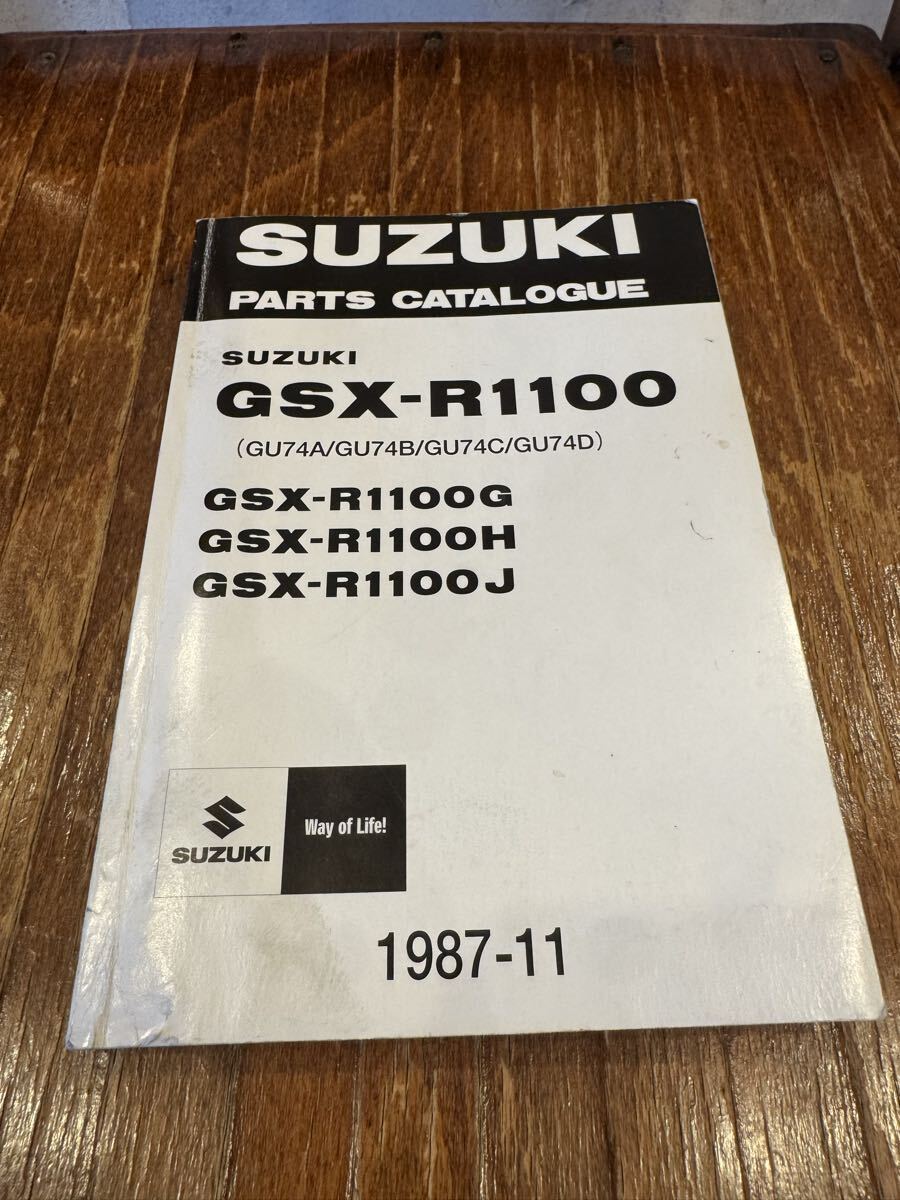 SUZUKI
PARTS CATALOGUE
SUZUKI
GSX-R1100
(GU74A/GU74B/GU74C/GU74D)
GSX-R1100G
GSX-R1100H
GSX-R1100J
SUZUKI
Way of Life!
1987-11